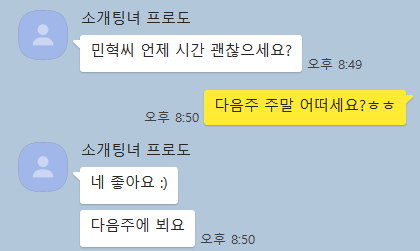 소개팅녀 프로도
민혁씨 언제 시간 괜찮으세요?
오후 8:49
다음주 주말 어떠세요?ㅎㅎ
오후 8:50
소개팅녀 프로도
네 좋아요 :)
다음주에 뵈요
오후 8:50